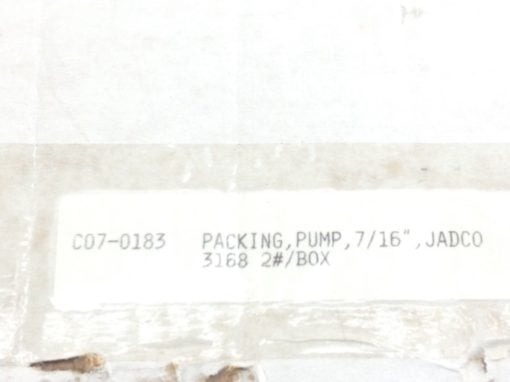 C07-0183 PACKING,PUMP,7/16",JADCO
3168 2#/BOX